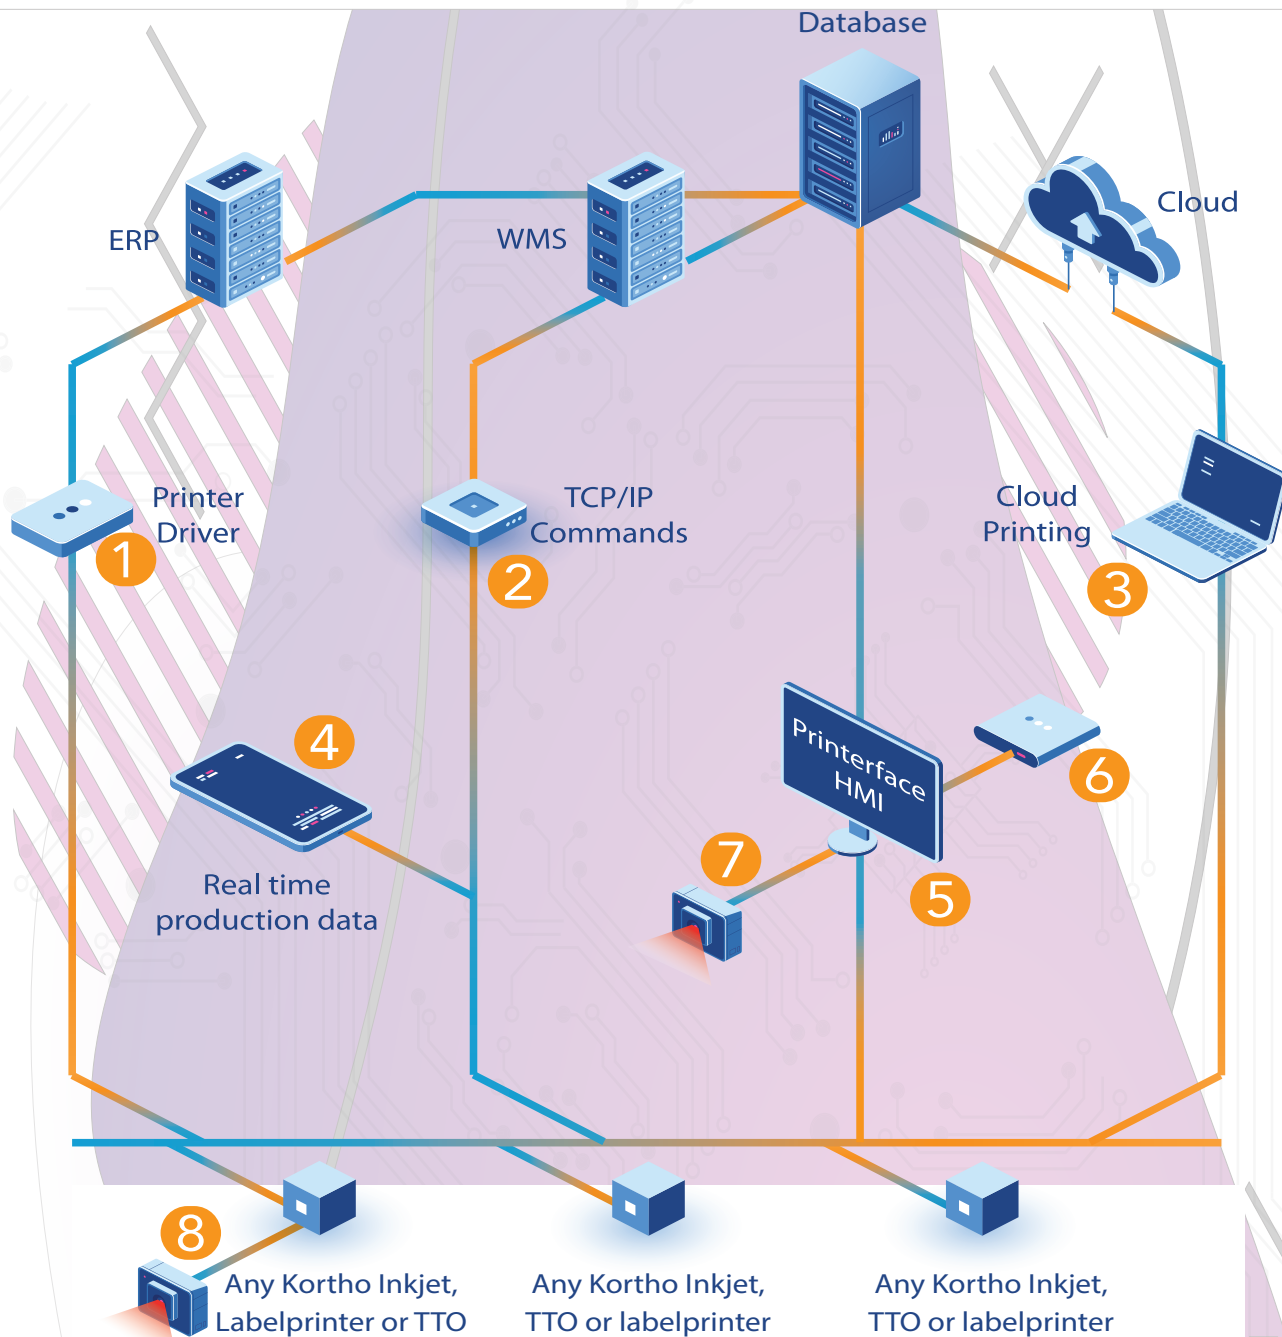 Database
Cloud
ERP
WMS
Printer
Driver
1
TCP/IP
Commands
2
Cloud
Printing
3
4
Real time
production data
Printerface
HMI
5
6
7
8
Any Kortho Inkjet,
Labelprinter or TTO
Any Kortho Inkjet,
TTO or labelprinter
Any Kortho Inkjet,
TTO or labelprinter